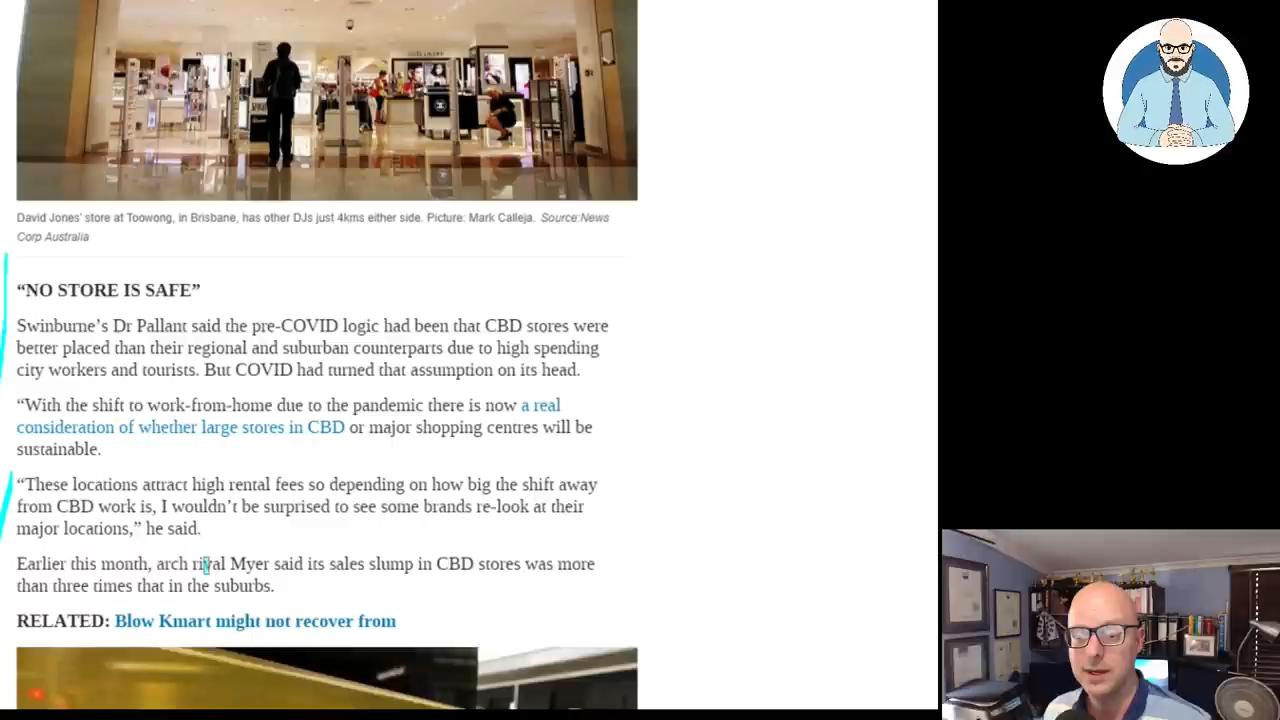 David Jones' store at Toowong, in Brisbane, has other DJs just 4kms either side. Picture: Mark Calleja. Source:News
Corp Australia
“NO STORE IS SAFE”
Swinburne’s Dr Pallant said the pre-COVID logic had been that CBD stores were
better placed than their regional and suburban counterparts due to high spending
city workers and tourists. But COVID had turned that assumption on its head.
“With the shift to work-from-home due to the pandemic there is now a real
consideration of whether large stores in CBD or major shopping centres will be
sustainable.
“These locations attract high rental fees so depending on how big the shift away
from CBD work is, I wouldn’t be surprised to see some brands re-look at their
major locations,” he said.
Earlier this month, arch rival Myer said its sales slump in CBD stores was more
than three times that in the suburbs.
RELATED: Blow Kmart might not recover from